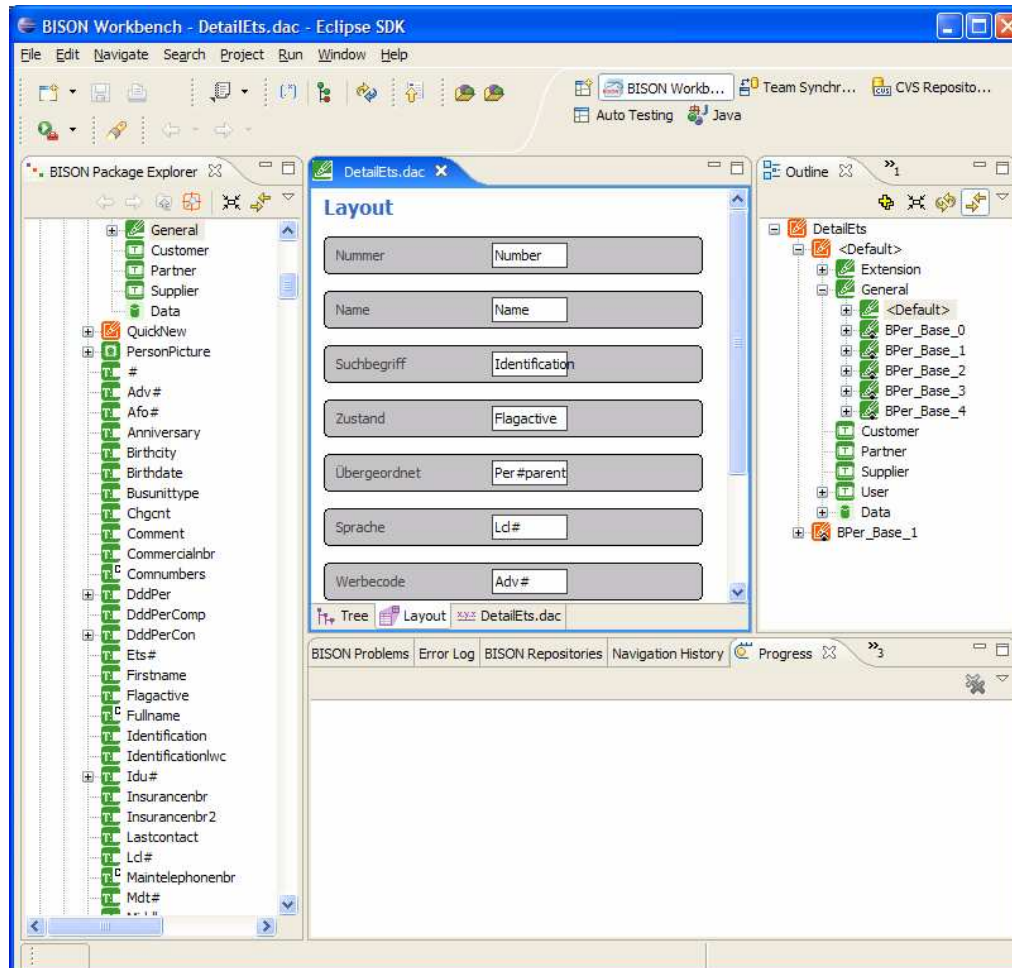 BISON Workbench - DetailEts.dac - Eclipse SDK
File Edit Navigate Search Project Run Window Help
BISON Workb... Team Synchr... CVS Reposito...
Auto Testing Java
BISON Package Explorer
General
Customer
Partner
Supplier
Data
QuickNew
PersonPicture
#
Adv#
Afo#
Anniversary
Birthcity
Birthdate
Busunittype
Chgcnt
Comment
Commercialnbr
Comnumbers
DddPer
DddPerComp
DddPerCon
Ets#
Firstname
Flagactive
Fullname
Identification
Identificationlwc
Idu#
Insurancenbr
Insurancenbr2
Lastcontact
Lcl#
Maintelephonenbr
Mdt#
DetailEts.dac
Layout
Nummer Number
Name Name
Suchbegriff Identification
Zustand Flagactive
Übergeordnet Per#parent
Sprache Lcl#
Werbecode Adv#
Tree Layout x.y.z DetailEts.dac
Outline »1
DetailEts
<Default>
Extension
General
<Default>
BPer_Base_0
BPer_Base_1
BPer_Base_2
BPer_Base_3
BPer_Base_4
Customer
Partner
Supplier
User
Data
BPer_Base_1
BISON Problems Error Log BISON Repositories Navigation History Progress »3